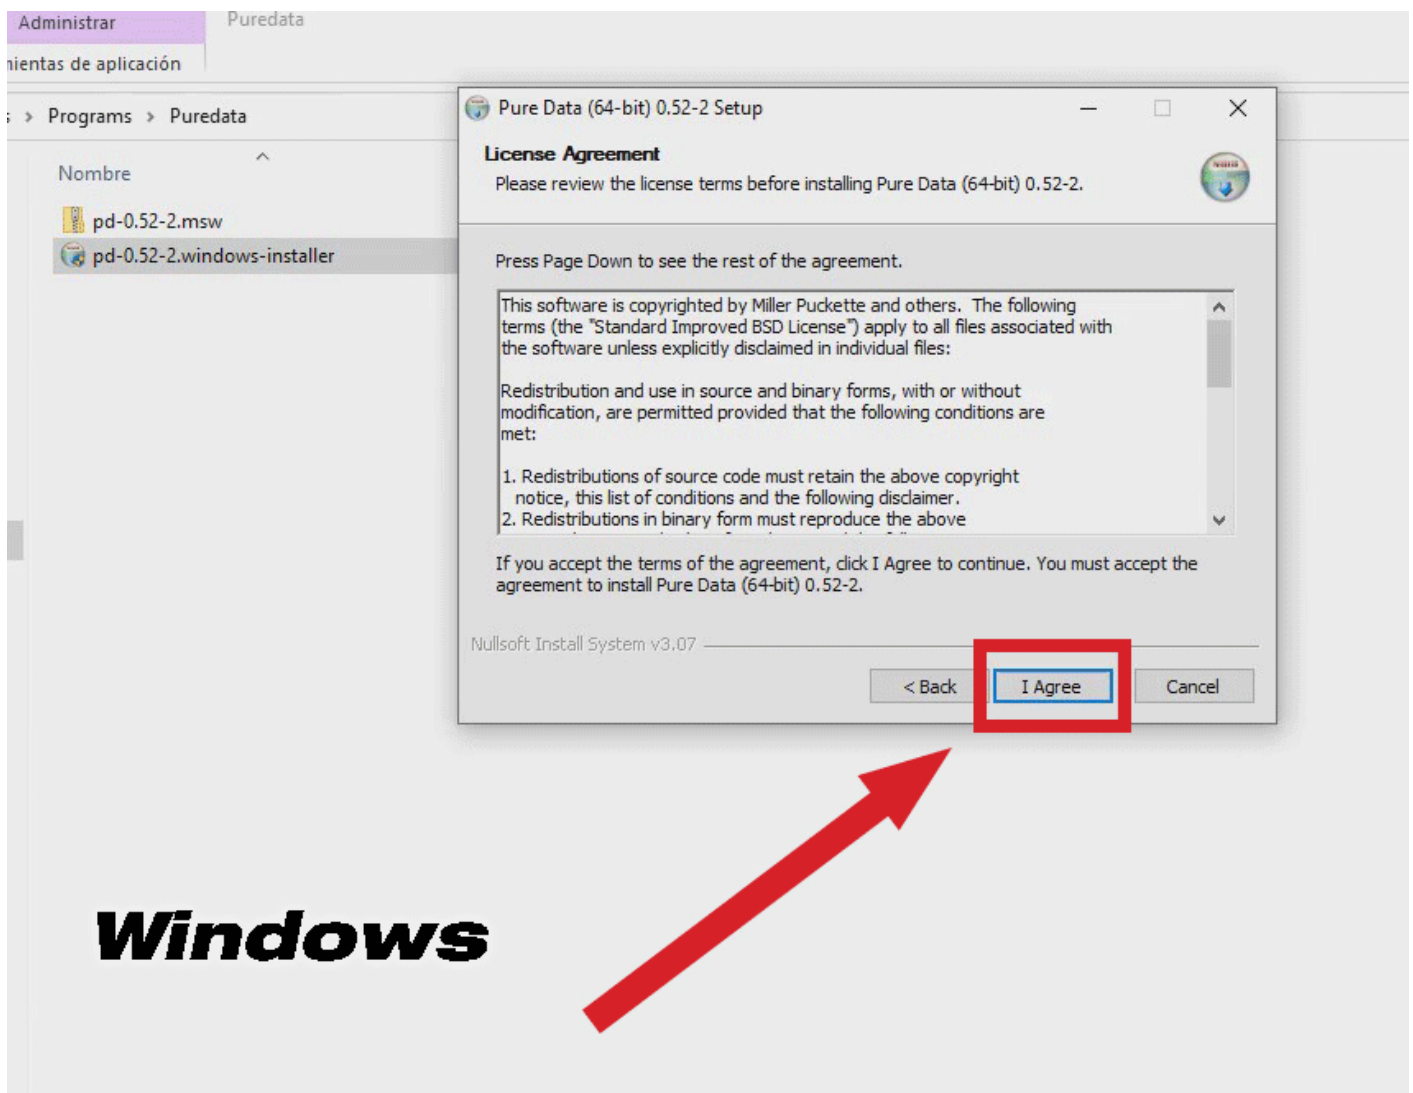 Administrar
Puredata
mientas de aplicación
Programs > Puredata
Nombre
pd-0.52-2.msw
pd-0.52-2.windows-installer
Pure Data (64-bit) 0.52-2 Setup
License Agreement
Please review the license terms before installing Pure Data (64-bit) 0.52-2.
Press Page Down to see the rest of the agreement.
This software is copyrighted by Miller Puckette and others.  The following
terms (the "Standard Improved BSD License") apply to all files associated with
the software unless explicitly disclaimed in individual files:
Redistribution and use in source and binary forms, with or without
modification, are permitted provided that the following conditions are
met:
1. Redistributions of source code must retain the above copyright
notice, this list of conditions and the following disclaimer.
2. Redistributions in binary form must reproduce the above
If you accept the terms of the agreement, click I Agree to continue. You must accept the
agreement to install Pure Data (64-bit) 0.52-2.
Nullsoft Install System v3.07
< Back
I Agree
Cancel
Windows